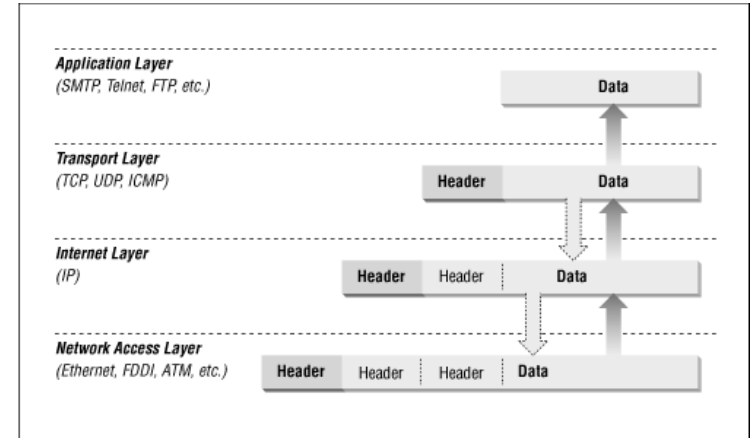 Application Layer
(SMTP, Telnet, FTP, etc.)
Data
Transport Layer
(TCP, UDP, ICMP)
Header Data
Internet Layer
(IP)
Header Header Data
Network Access Layer
(Ethernet, FDDI, ATM, etc.)
Header Header Header Data